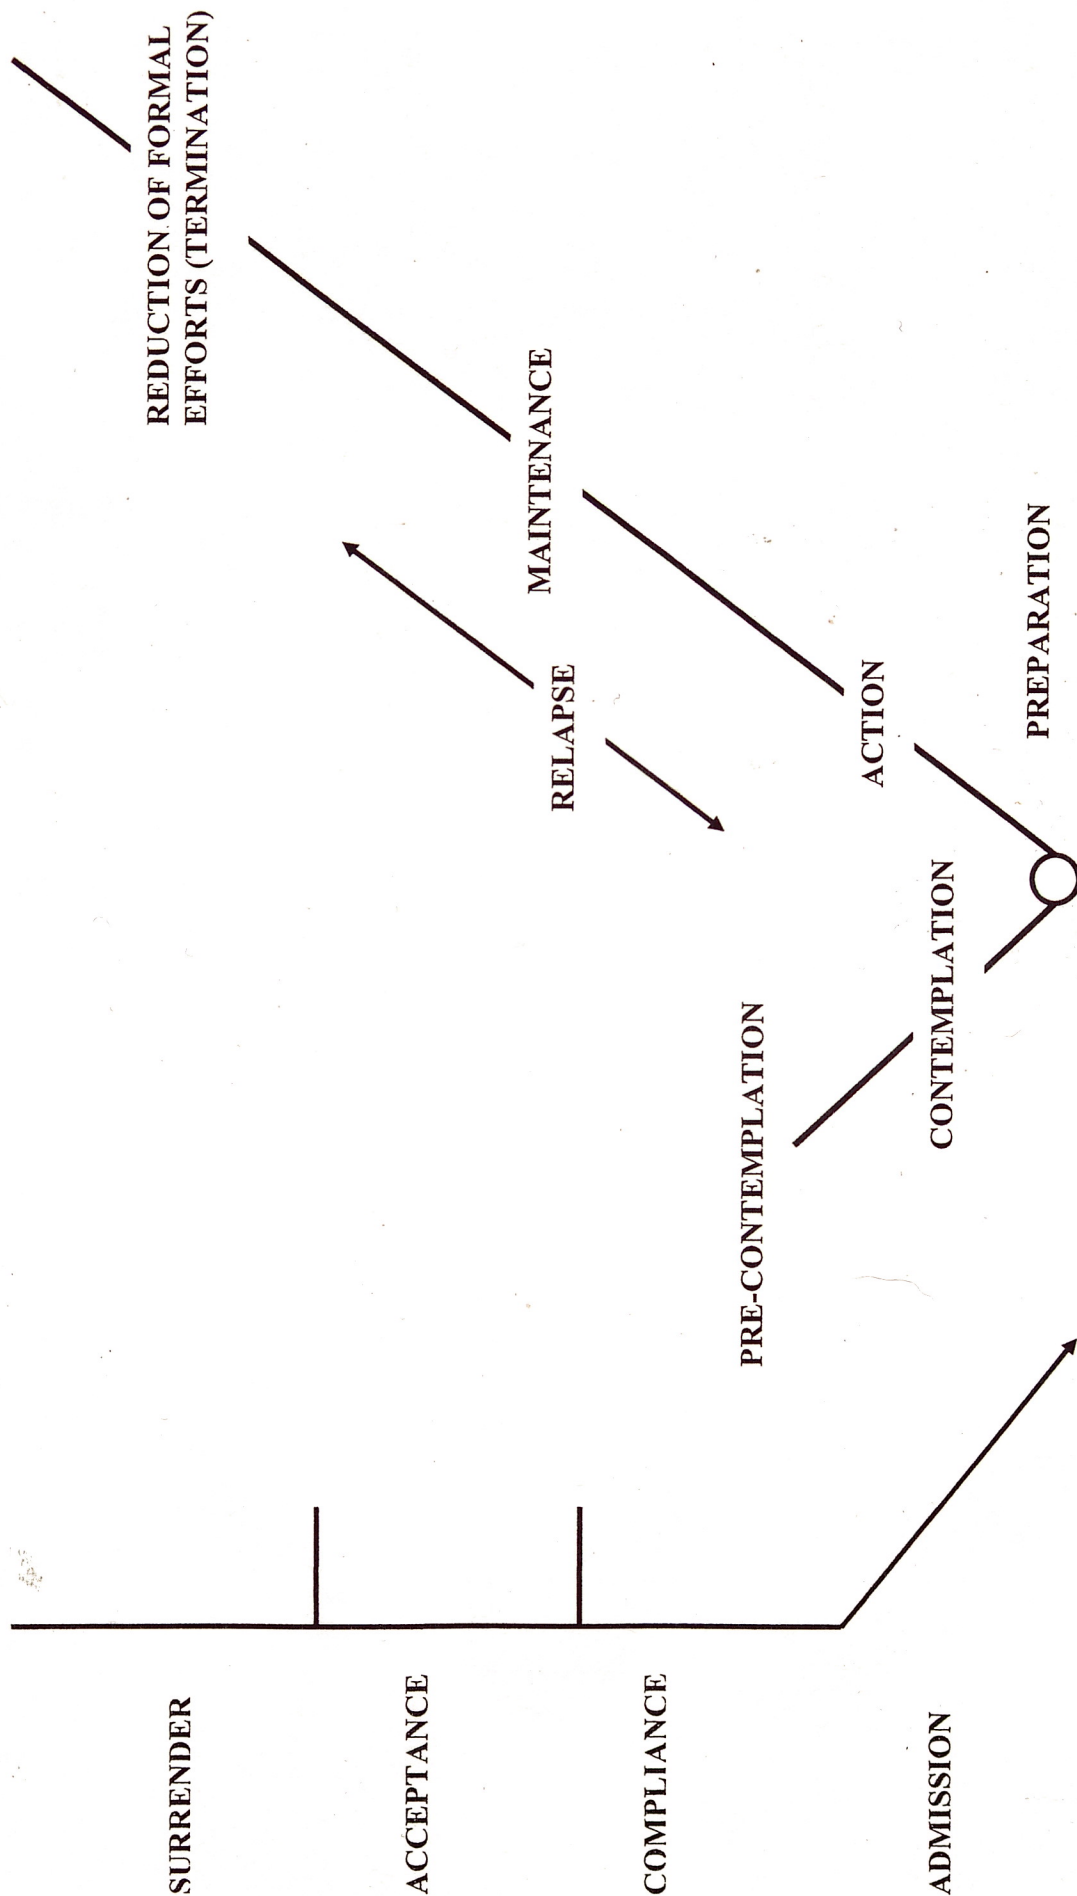 SURRENDER
ACCEPTANCE
COMPLIANCE
ADMISSION
REDUCTION OF FORMAL
EFFORTS (TERMINATION)
MAINTENANCE
RELAPSE
ACTION
PRE-CONTEMPLATION
CONTEMPLATION
PREPARATION